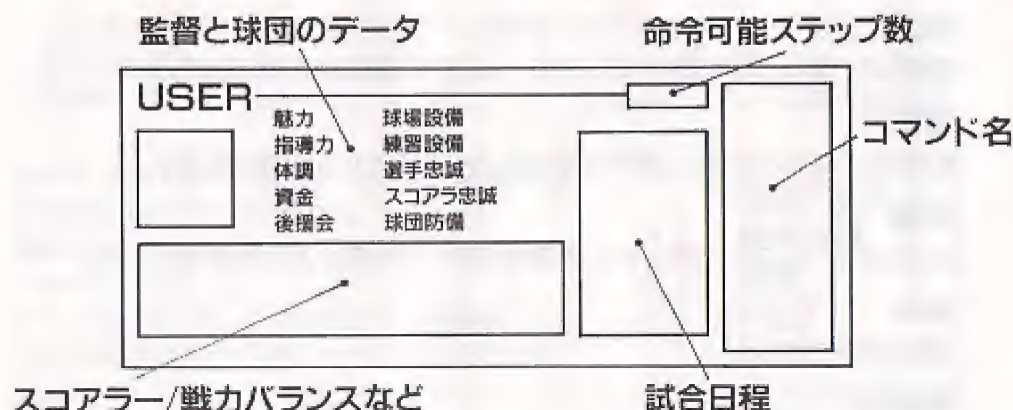 監督と球団のデータ
命令可能ステップ数
USER
魅力 球場設備
指導力 練習設備
体調 選手忠誠
資金 スコアラ忠誠
後援会 球団防備
コマンド名
スコアラー/戦力バランスなど
試合日程